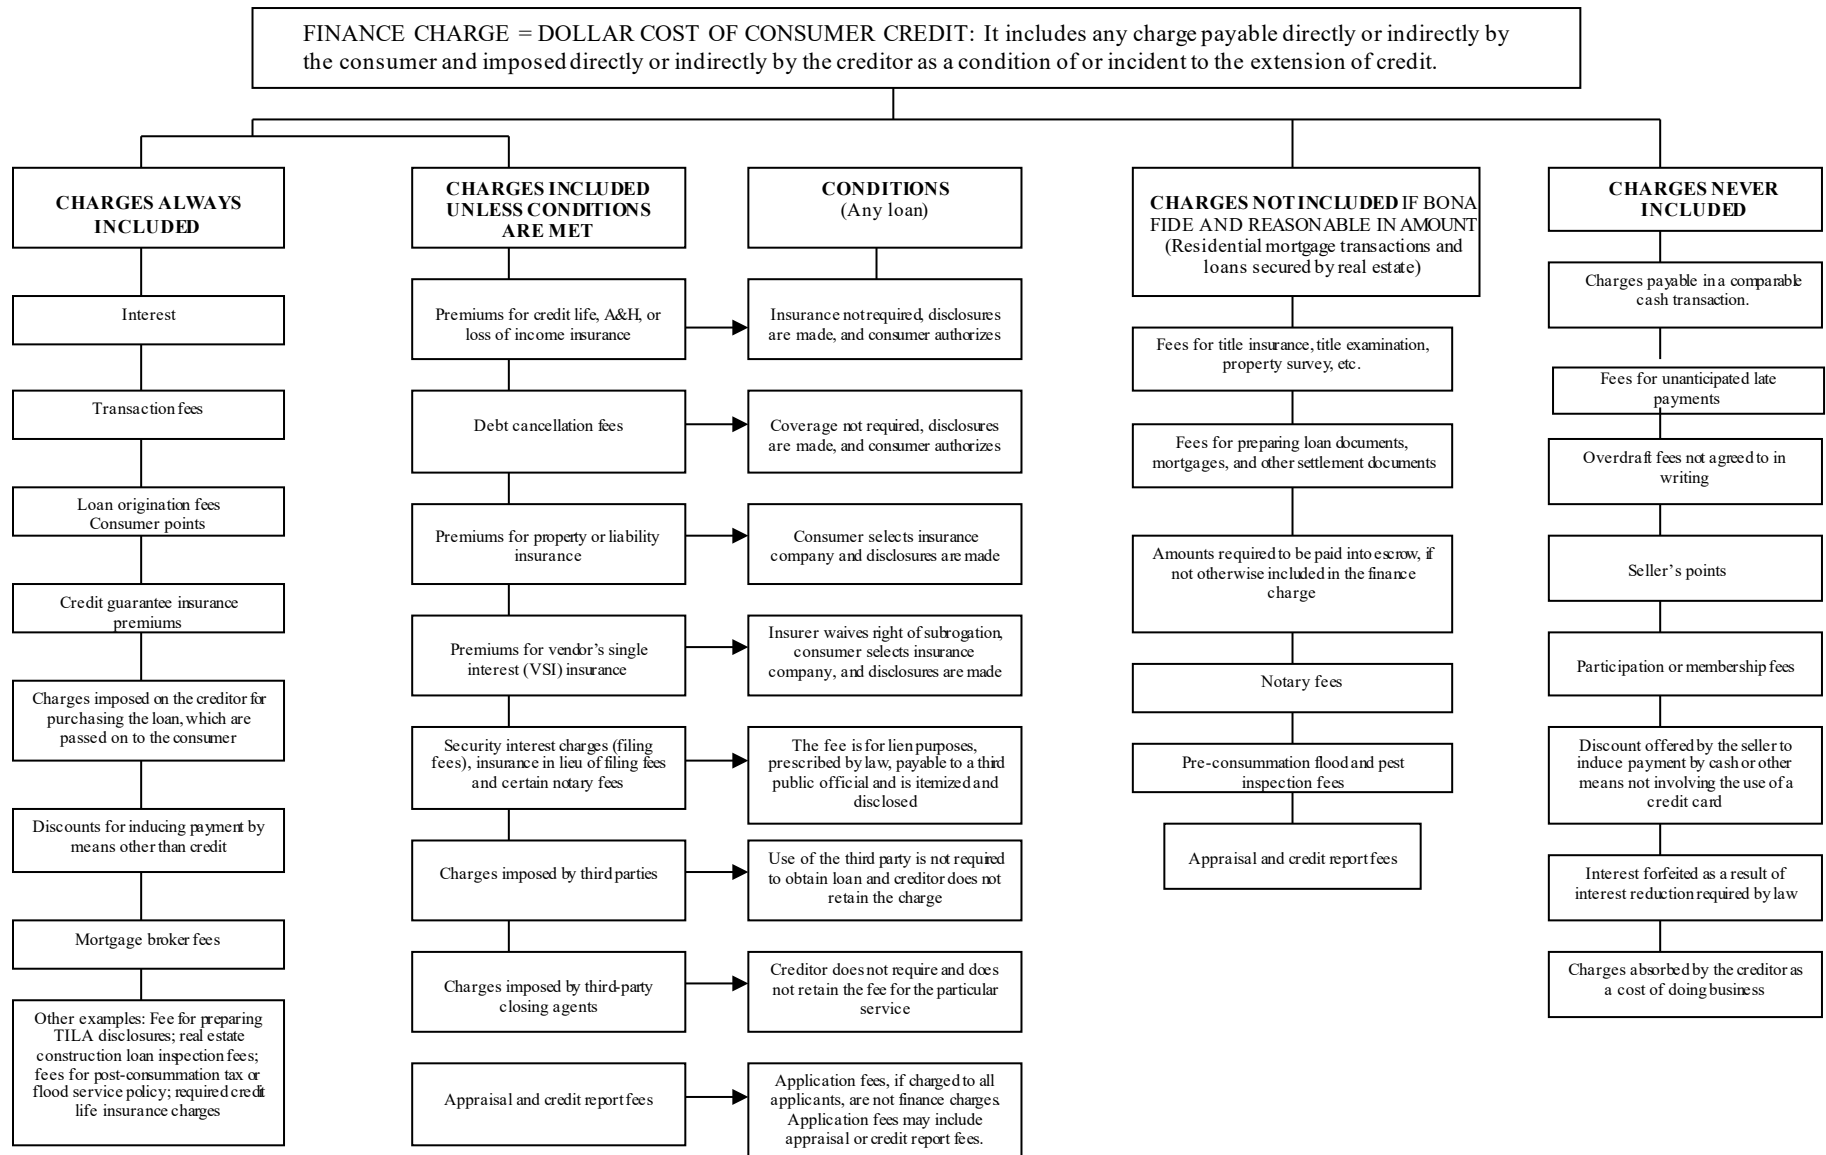 FINANCE CHARGE = DOLLAR COST OF CONSUMER CREDIT: It includes any charge payable directly or indirectly by
the consumer and imposed directly or indirectly by the creditor as a condition of or incident to the extension of credit.
CHARGES ALWAYS
INCLUDED
Interest
Transaction fees
Loan origination fees
Consumer points
Credit guarantee insurance
premiums
Charges imposed on the creditor for
purchasing the loan, which are
passed on to the consumer
Discounts for inducing payment by
means other than credit
Mortgage broker fees
Other examples: Fee for preparing
TILA disclosures; real estate
construction loan inspection fees;
fees for post-consummation tax or
flood service policy; required credit
life insurance charges
CHARGES INCLUDED
UNLESS CONDITIONS
ARE MET
Premiums for credit life, A&H, or
loss of income insurance
Debt cancellation fees
Premiums for property or liability
insurance
Premiums for vendor's single
interest (VSI) insurance
Security interest charges (filing
fees), insurance in lieu of filing fees
and certain notary fees
Charges imposed by third parties
Charges imposed by third-party
closing agents
Appraisal and credit report fees
CONDITIONS
(Any loan)
Insurance not required, disclosures
are made, and consumer authorizes
Coverage not required, disclosures
are made, and consumer authorizes
Consumer selects insurance
company and disclosures are made
Insurer waives right of subrogation,
consumer selects insurance
company, and disclosures are made
The fee is for lien purposes,
prescribed by law, payable to a third
public official and is itemized and
disclosed
Use of the third party is not required
to obtain loan and creditor does not
retain the charge
Creditor does not require and does
not retain the fee for the particular
service
Application fees, if charged to all
applicants, are not finance charges.
Application fees may include
appraisal or credit report fees.
CHARGES NOT INCLUDED IF BONA
FIDE AND REASONABLE IN AMOUNT
(Residential mortgage transactions and
loans secured by real estate)
Fees for title insurance, title examination,
property survey, etc.
Fees for preparing loan documents,
mortgages, and other settlement documents
Amounts required to be paid into escrow, if
not otherwise included in the finance
charge
Notary fees
Pre-consummation flood and pest
inspection fees
Appraisal and credit report fees
CHARGES NEVER
INCLUDED
Charges payable in a comparable
cash transaction.
Fees for unanticipated late
payments
Overdraft fees not agreed to in
writing
Seller's points
Participation or membership fees
Discount offered by the seller to
induce payment by cash or other
means not involving the use of a
credit card
Interest forfeited as a result of
interest reduction required by law
Charges absorbed by the creditor as
a cost of doing business